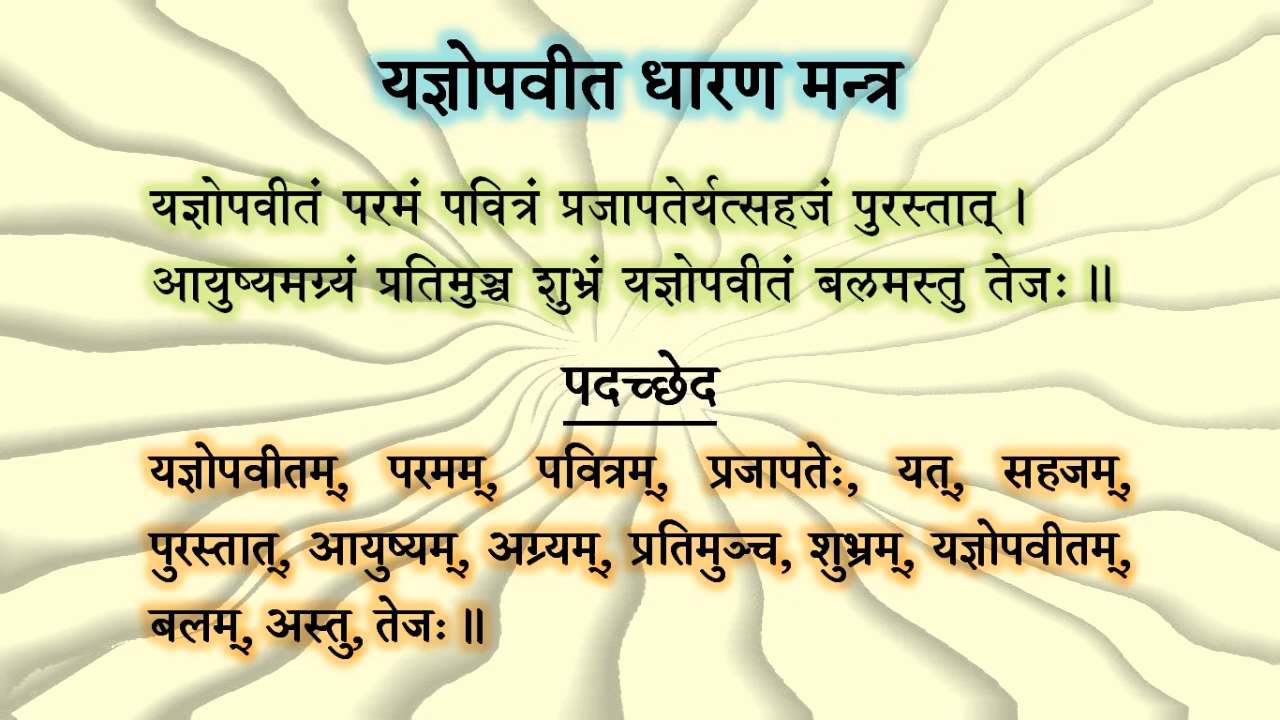 यज्ञोपवीत धारण मन्त्र
यज्ञोपवीतं परमं पवित्रं प्रजापतेर्यत्सहजं पुरस्तात् ।
आयुष्यमग्र्यं प्रतिमुञ्च शुभ्रं यज्ञोपवीतं बलमस्तु तेजः ॥
पदच्छेद
यज्ञोपवीतम्, परमम्, पवित्रम्, प्रजापतेः, यत्, सहजम्,
पुरस्तात्, आयुष्यम्, अग्र्यम्, प्रतिमुञ्च, शुभ्रम्, यज्ञोपवीतम्,
बलम्, अस्तु, तेजः ॥